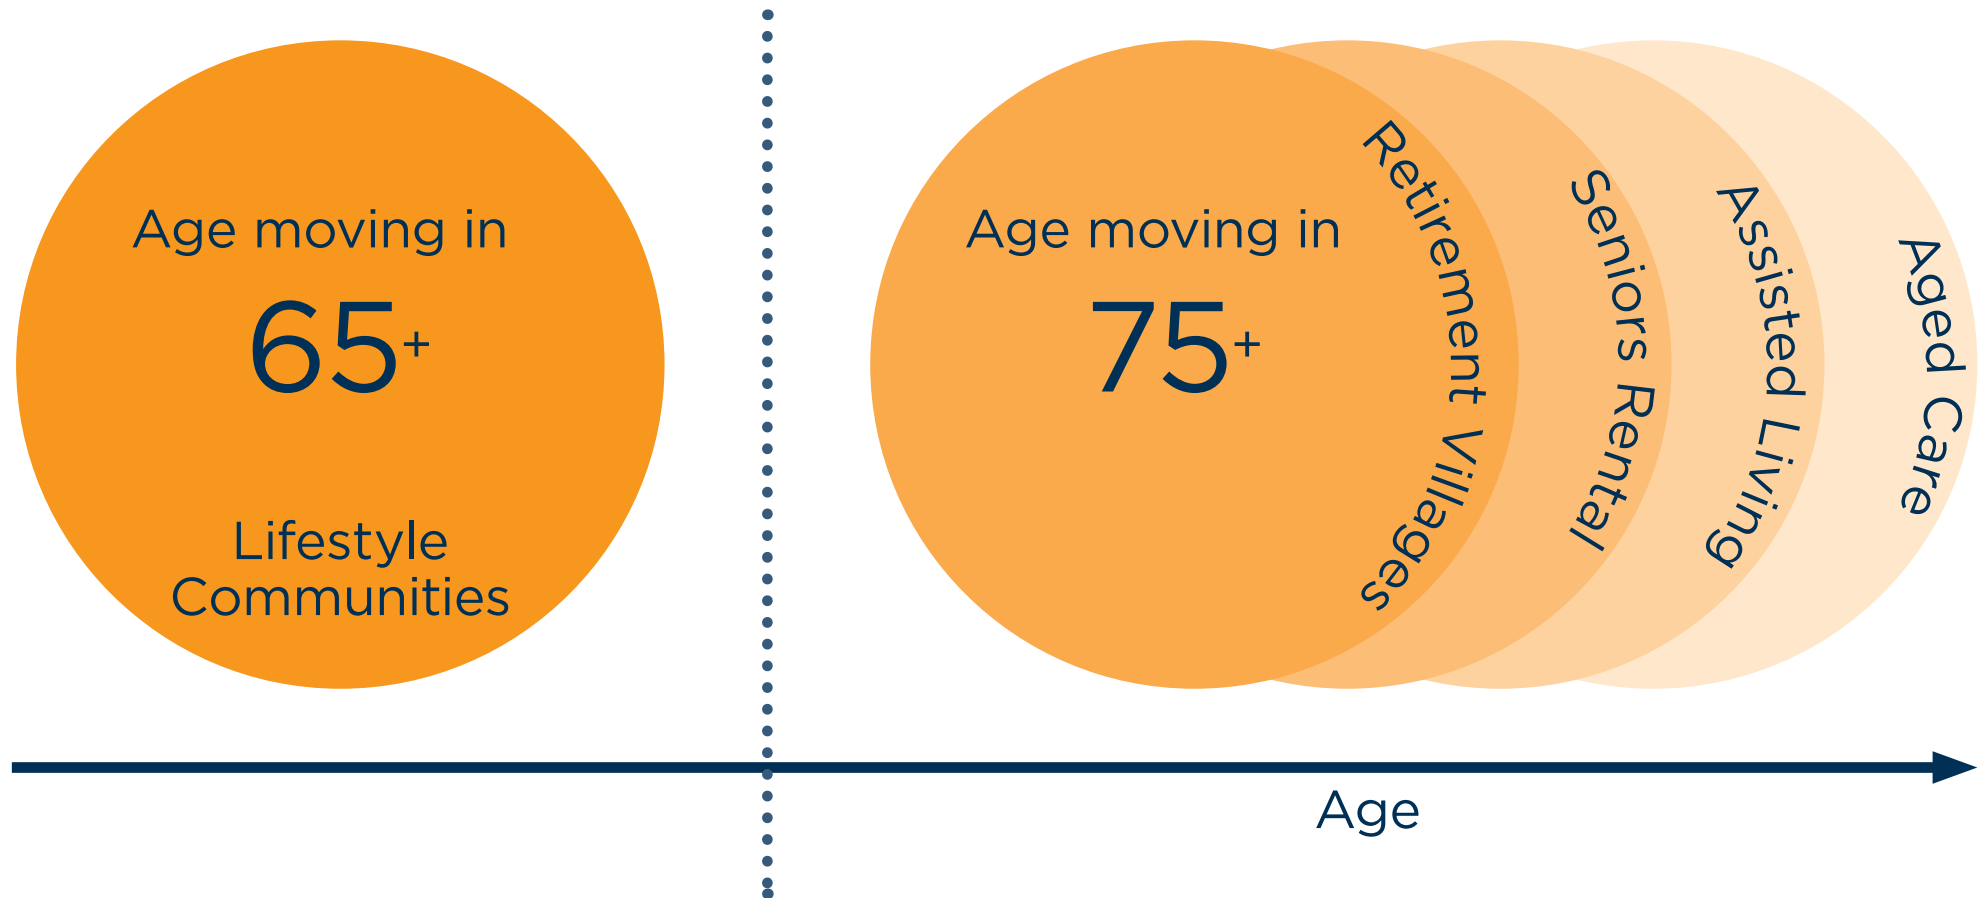 Age moving in
65+
Lifestyle
Communities
Age moving in
75+
Retirement Villages
Seniors Rental
Assisted Living
Aged Care
Age